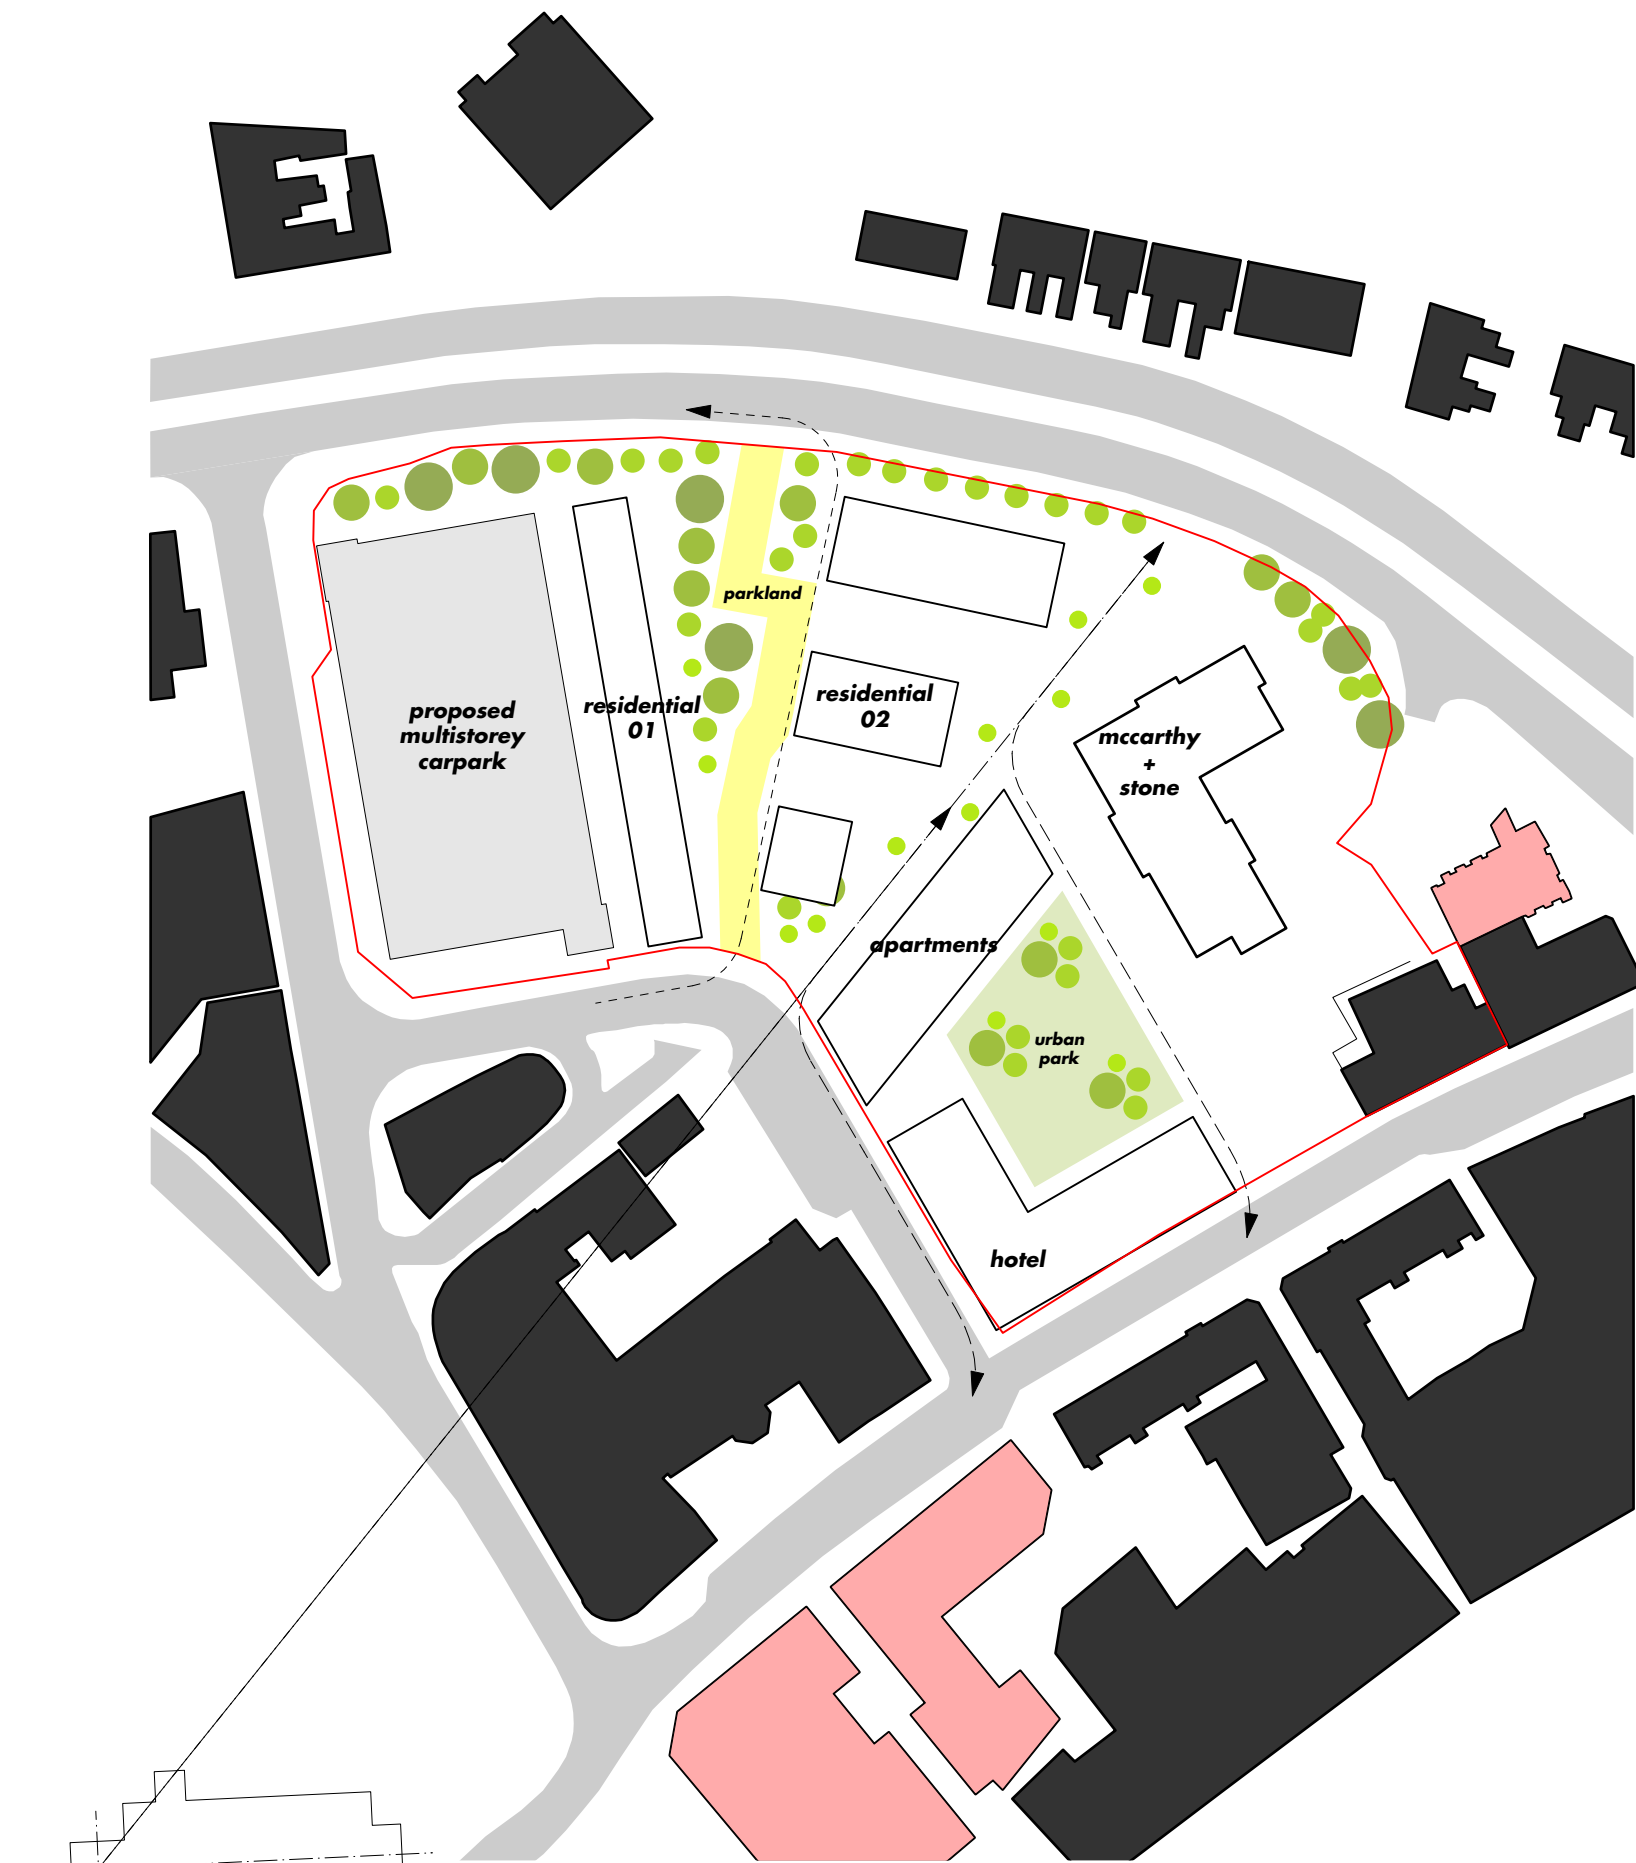 parkland
proposed
multistorey
carpark
residential
01
residential
02
mccarthy
+
stone
apartments
urban
park
hotel